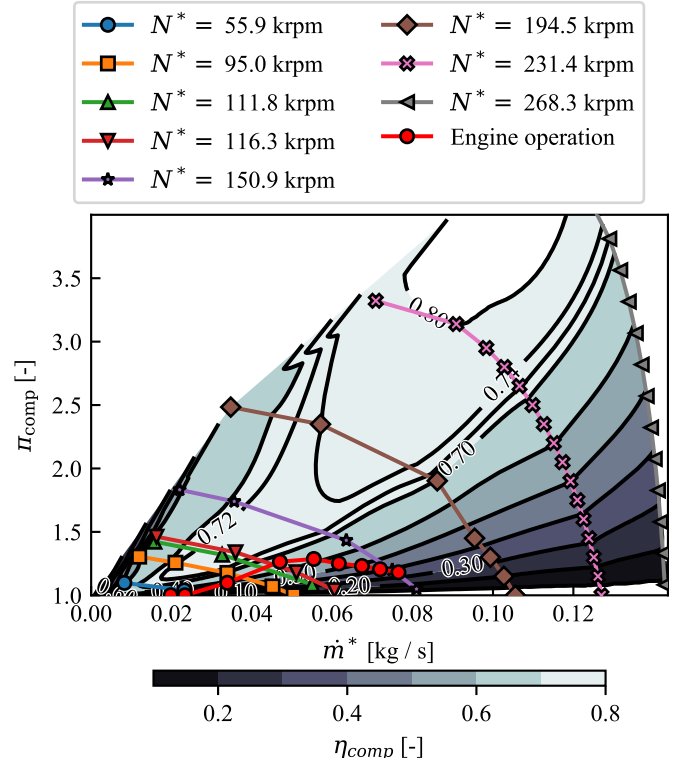 N* = 55.9 krpm
N* = 95.0 krpm
N* = 111.8 krpm
N* = 116.3 krpm
N* = 150.9 krpm
N* = 194.5 krpm
N* = 231.4 krpm
N* = 268.3 krpm
Engine operation
3.5
3.0
2.5
2.0
1.5
1.0
Π_comp [-]
0.80
0.70
0.72
0.30
0.20
0.10
0.00 0.02 0.04 0.06 0.08 0.10 0.12
ṁ* [kg / s]
0.2 0.4 0.6 0.8
η_comp [-]